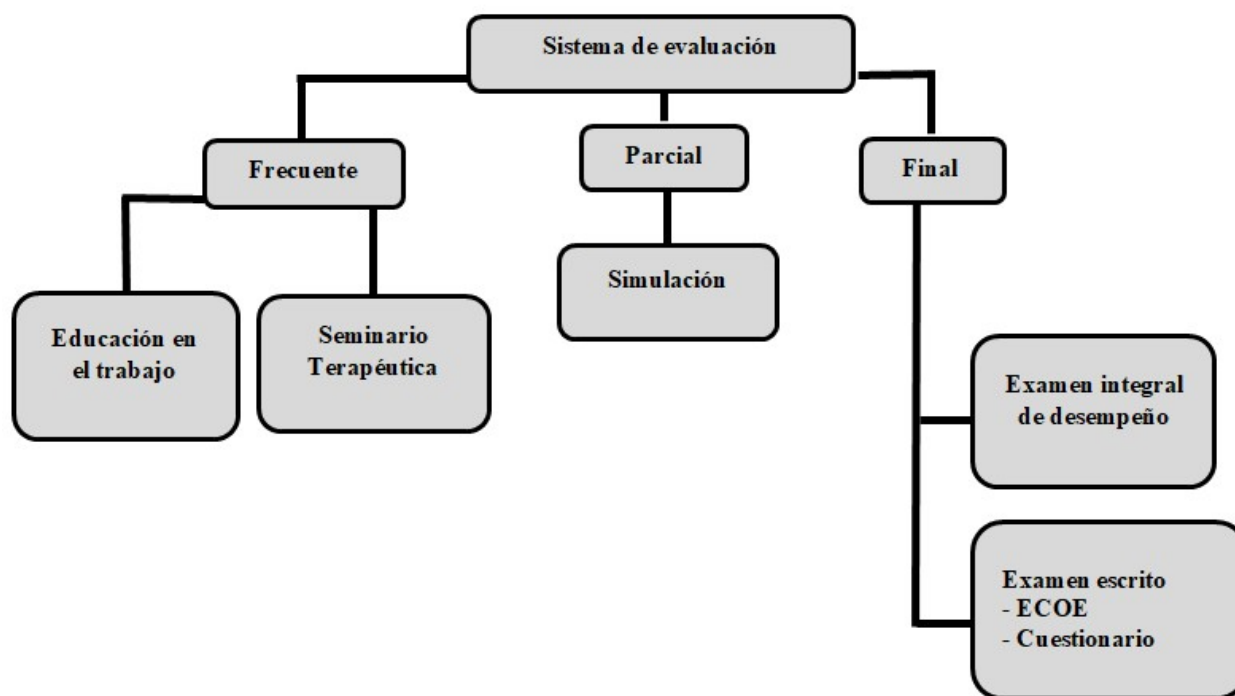 Sistema de evaluación
Frecuente
Parcial
Final
Simulación
Educación en
el trabajo
Seminario
Terapéutica
Examen integral
de desempeño
Examen escrito
- ECOE
- Cuestionario